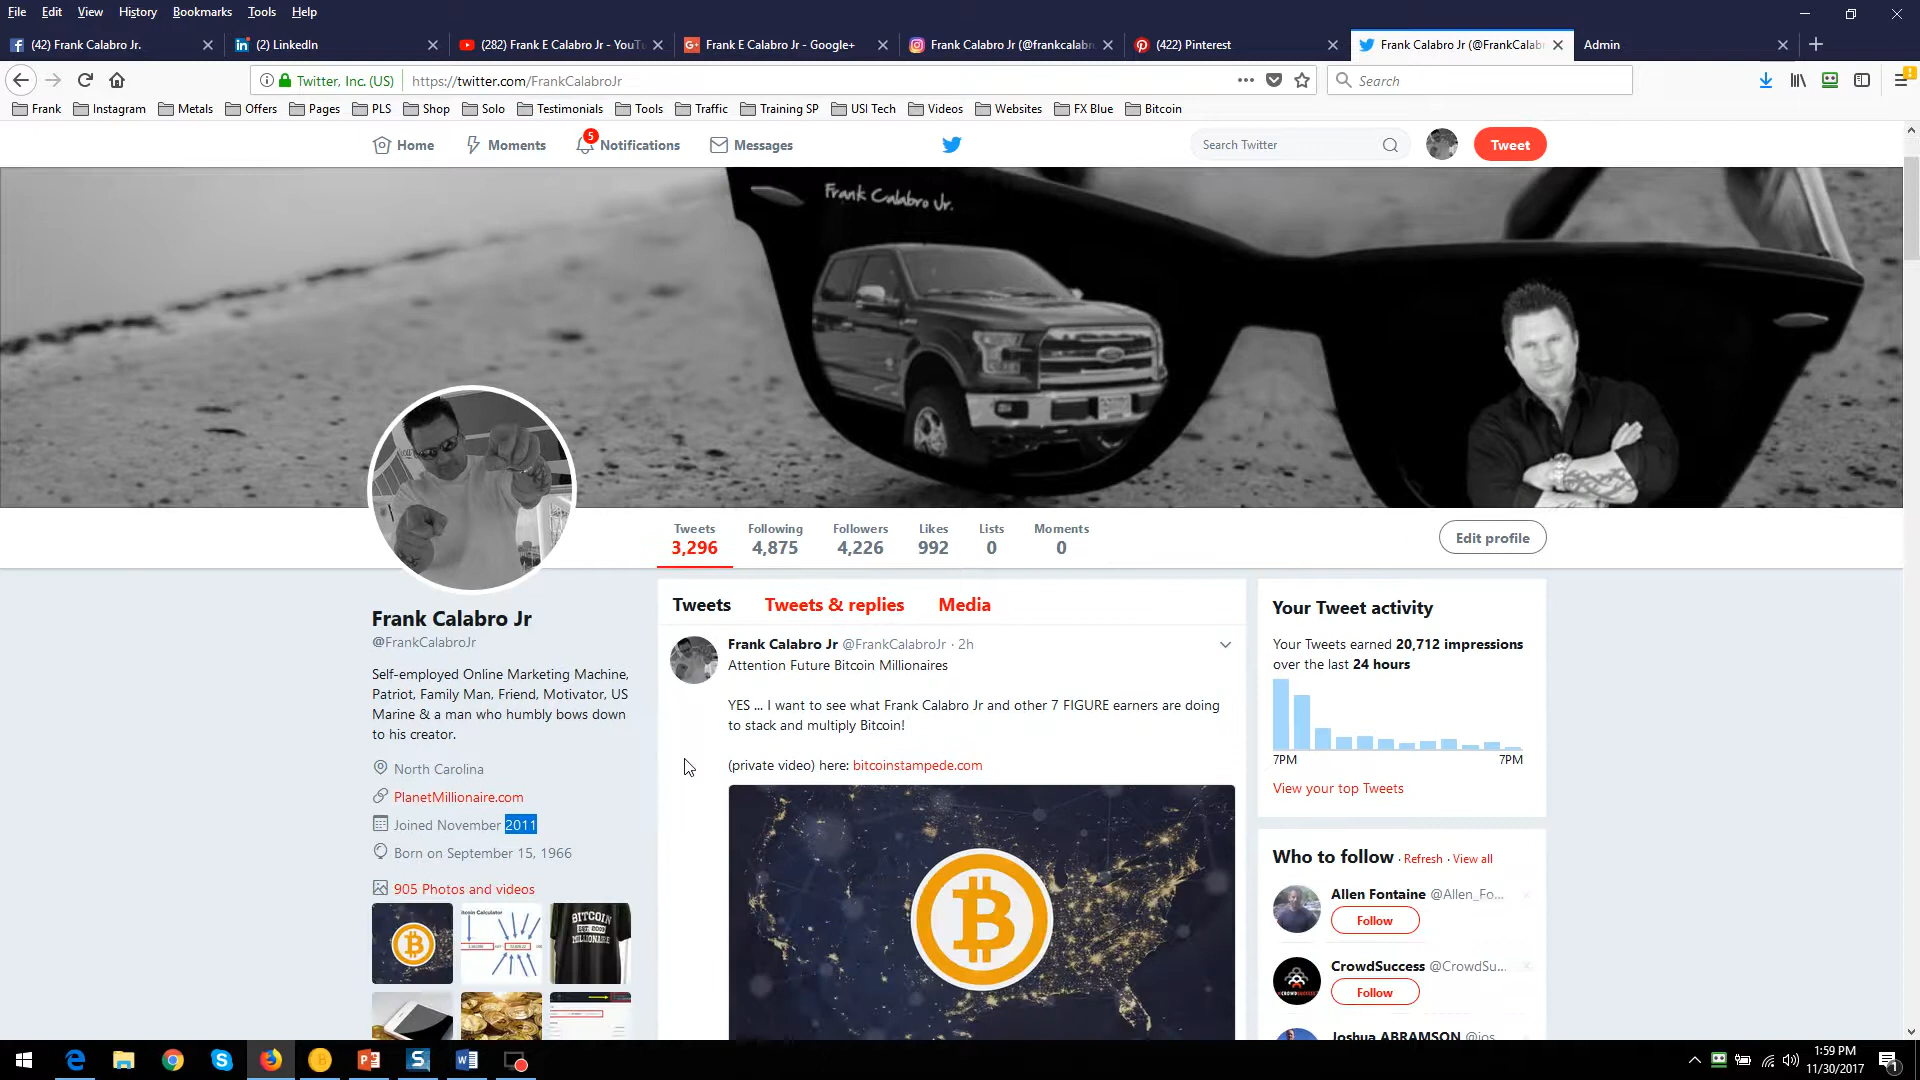 File Edit View History Bookmarks Tools Help
(42) Frank Calabro Jr.
(2) LinkedIn
(282) Frank E Calabro Jr - YouTu
Frank E Calabro Jr - Google+
Frank Calabro Jr (@frankcalabr
(422) Pinterest
Frank Calabro Jr (@FrankCalab
Admin
Twitter, Inc. (US) https://twitter.com/FrankCalabroJr
Search
Frank Instagram Metals Offers Pages PLS Shop Solo Testimonials Tools Traffic Training SP USI Tech Videos Websites FX Blue Bitcoin
Home Moments 5 Notifications Messages
Search Twitter
Tweet
Frank Calabro Jr.
Tweets Following Followers Likes Lists Moments
3,296 4,875 4,226 992 0 0
Edit profile
Frank Calabro Jr
@FrankCalabroJr
Self-employed Online Marketing Machine,
Patriot, Family Man, Friend, Motivator, US
Marine & a man who humbly bows down
to his creator.
North Carolina
PlanetMillionaire.com
Joined November 2011
Born on September 15, 1966
905 Photos and videos
BITCOIN
EST. 2009
MILLIONAIRE
Tweets Tweets & replies Media
Frank Calabro Jr @FrankCalabroJr · 2h
Attention Future Bitcoin Millionaires
YES ... I want to see what Frank Calabro Jr and other 7 FIGURE earners are doing
to stack and multiply Bitcoin!
(private video) here: bitcoinstampede.com
Your Tweet activity
Your Tweets earned 20,712 impressions
over the last 24 hours
7PM 7PM
View your top Tweets
Who to follow · Refresh · View all
Allen Fontaine @Allen_Fo...
Follow
CrowdSuccess @CrowdSu...
Follow
Joshua ABRAMSON @jos
1:59 PM
11/30/2017
1